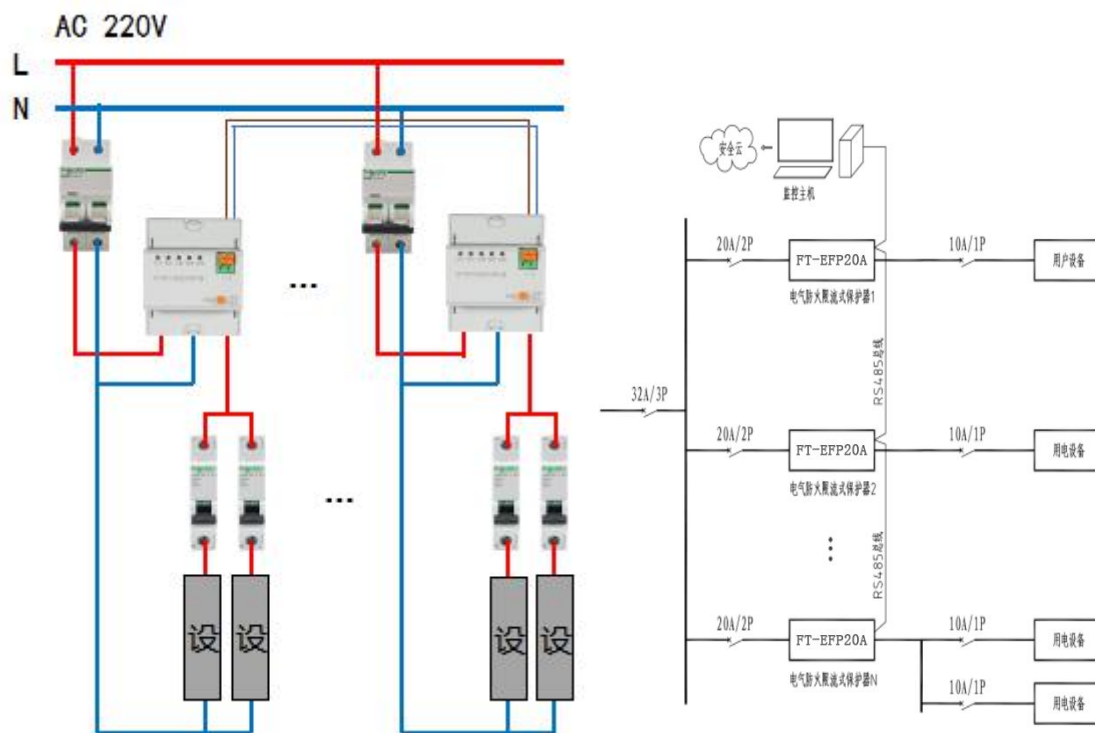 AC 220V
L
N
...
...
设
设
设
设
安全云
监控主机
20A/2P
FT-EFP20A
10A/1P
用户设备
电气防火限流式保护器1
RS485总线
32A/3P
20A/2P
FT-EFP20A
10A/1P
用电设备
电气防火限流式保护器2
RS485总线
20A/2P
FT-EFP20A
10A/1P
用电设备
电气防火限流式保护器N
10A/1P
用电设备